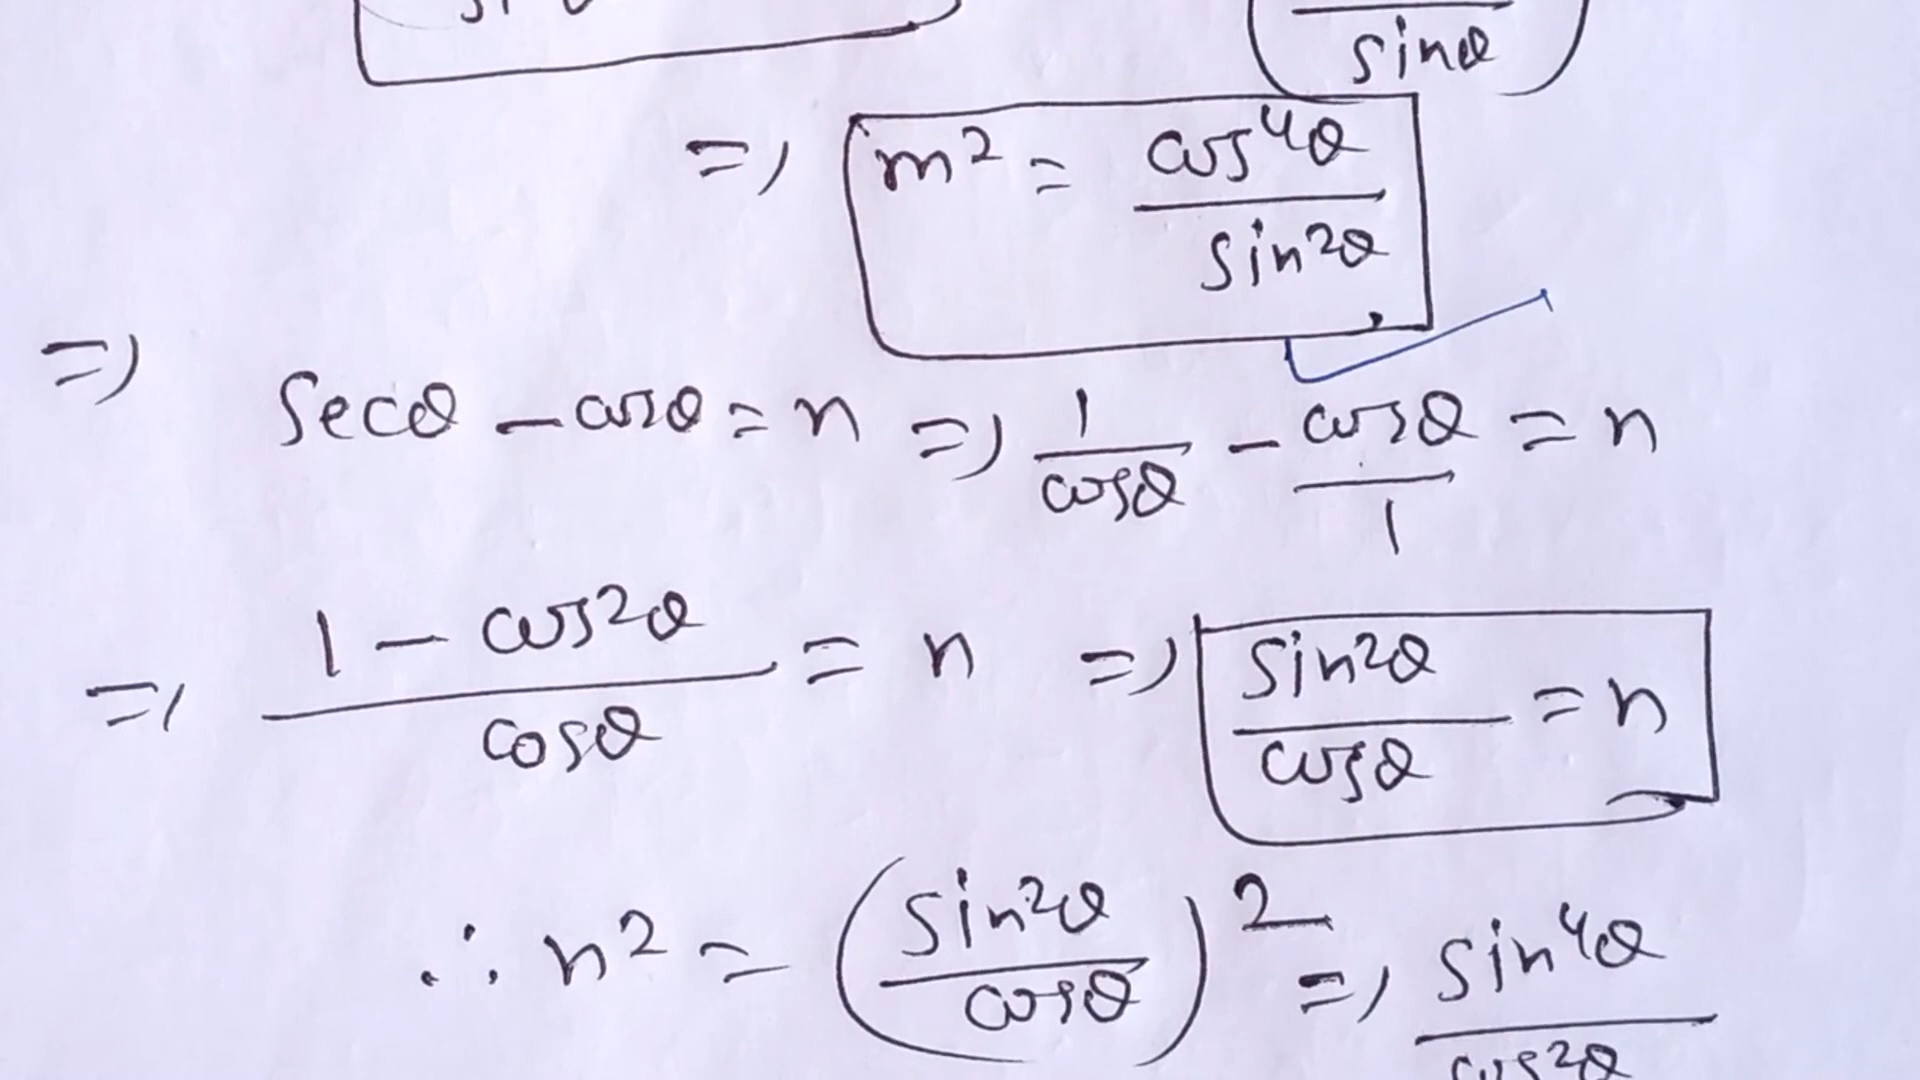 sinθ
=> m² = cos⁴θ / sin²θ
=> secθ - cosθ = n => 1/cosθ - cosθ/1 = n
=> (1 - cos²θ)/cosθ = n => sin²θ/cosθ = n
∴ n² = (sin²θ/cosθ)² => sin⁴θ/cos²θ